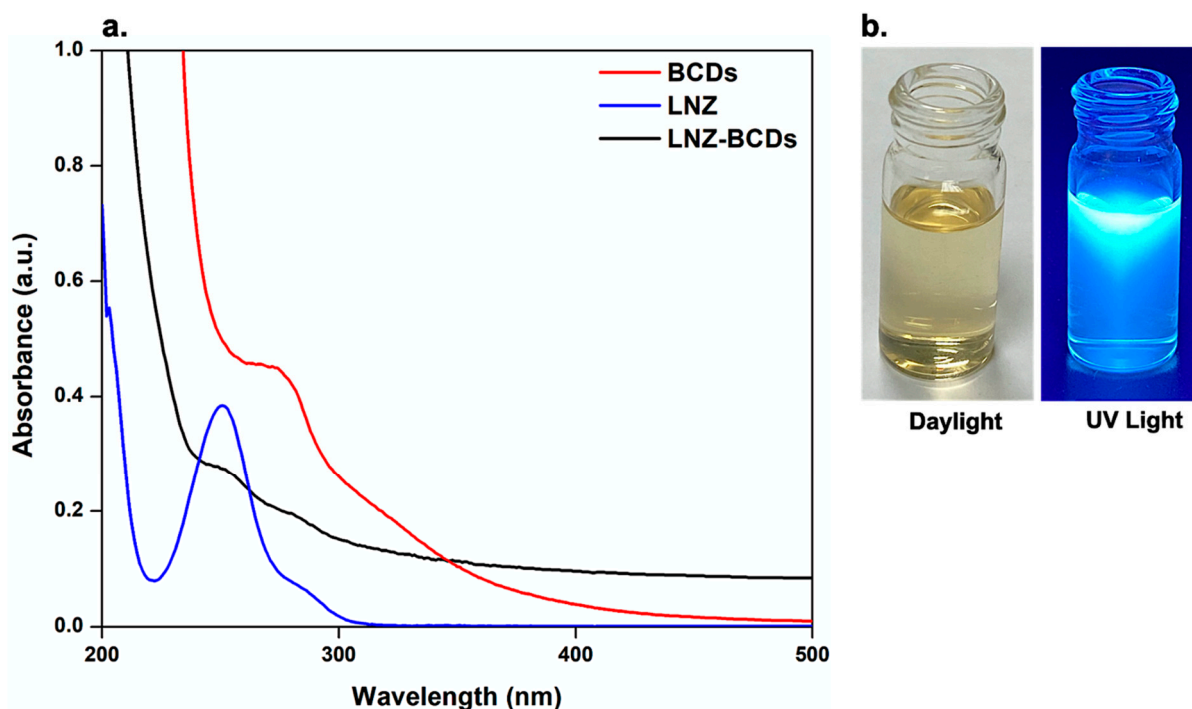 a.
1.0
0.8
0.6
0.4
0.2
0.0
200
300
400
500
Absorbance (a.u.)
Wavelength (nm)
BCDs
LNZ
LNZ-BCDs
b.
Daylight
UV Light